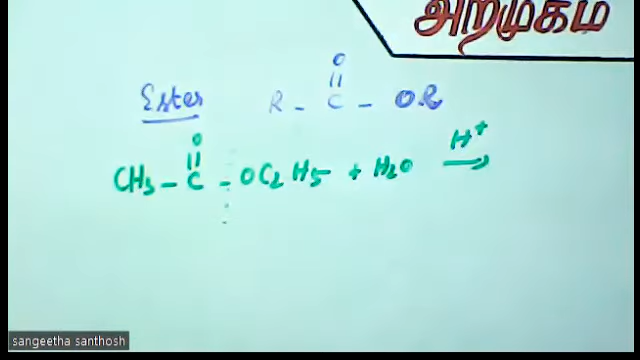 அறிமுகம்
Ester R - C - OR
O
||
CH3 - C - OC2H5 + H2O →
O
||
H+
sangeetha santhosh